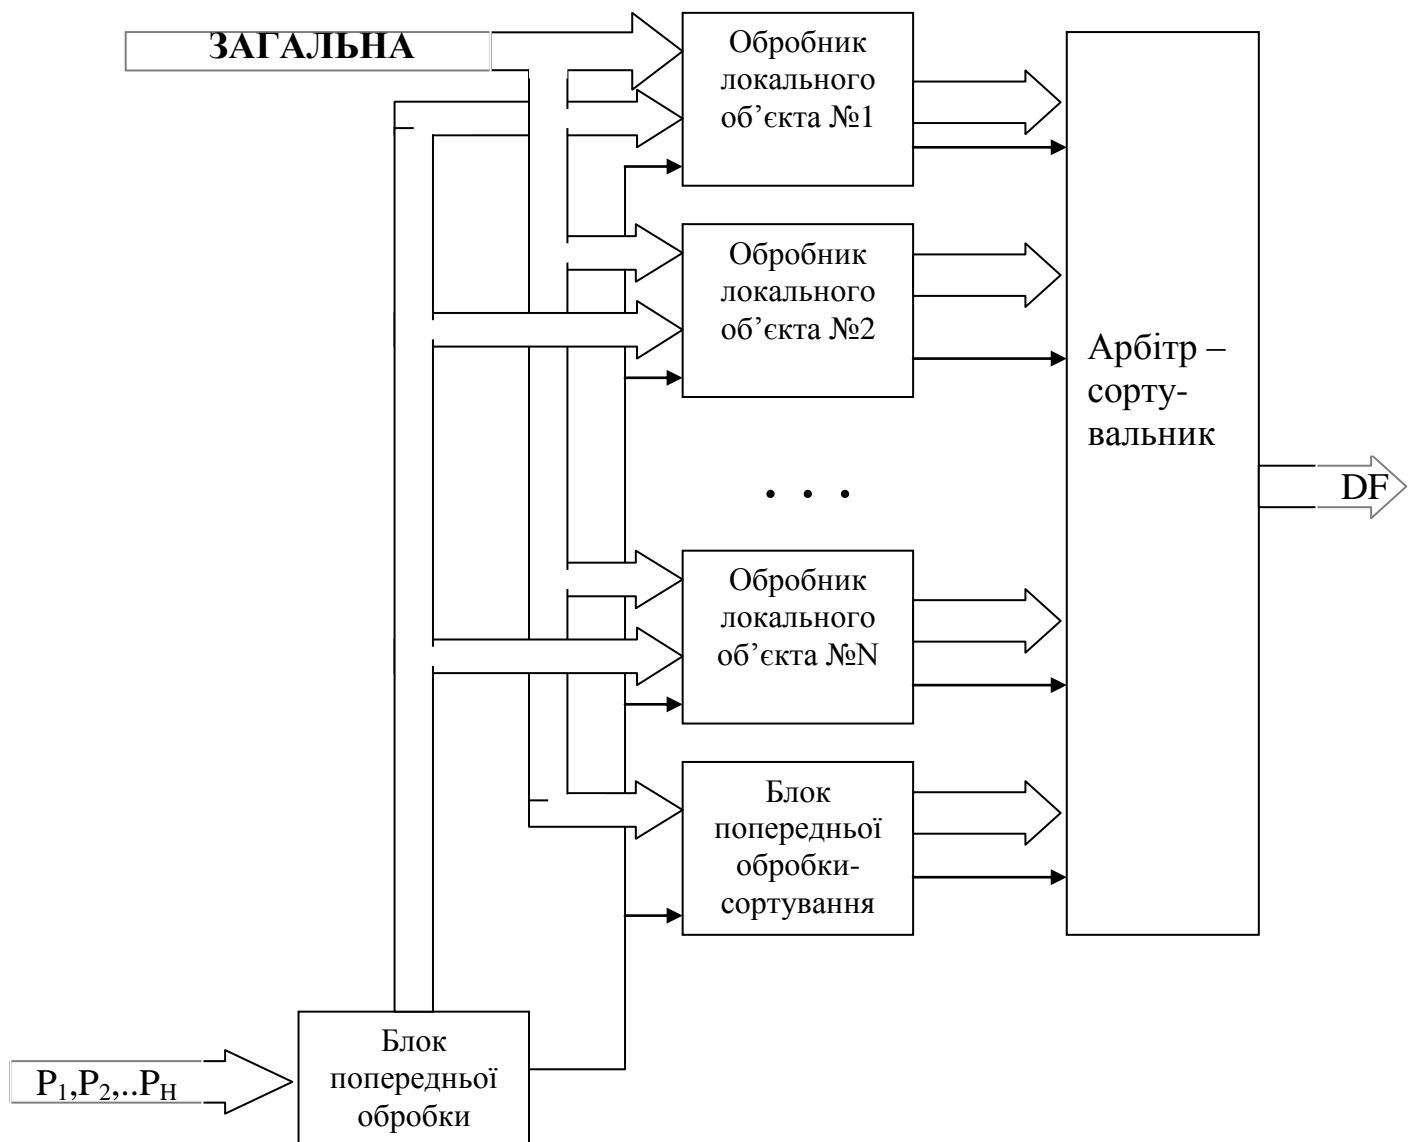 ЗАГАЛЬНА
Обробник
локального
об’єкта №1
Обробник
локального
об’єкта №2
Арбітр –
сорту-
вальник
. . .
DF
Обробник
локального
об’єкта №N
Блок
попередньої
обробки-
сортування
Блок
попередньої
обробки
P₁,P₂,..P_H